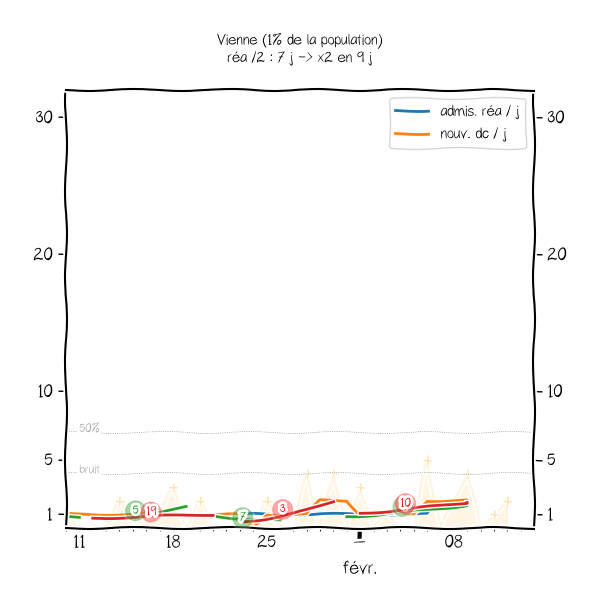 Vienne (1% de la population)
réa /2 : 7 j -> x2 en 9 j
admis. réa / j
nouv. dc / j
30 30
20 20
10 10
50%
5 5
bruit
1 5 19 7 3 10 1
11 18 25 1 08
févr.